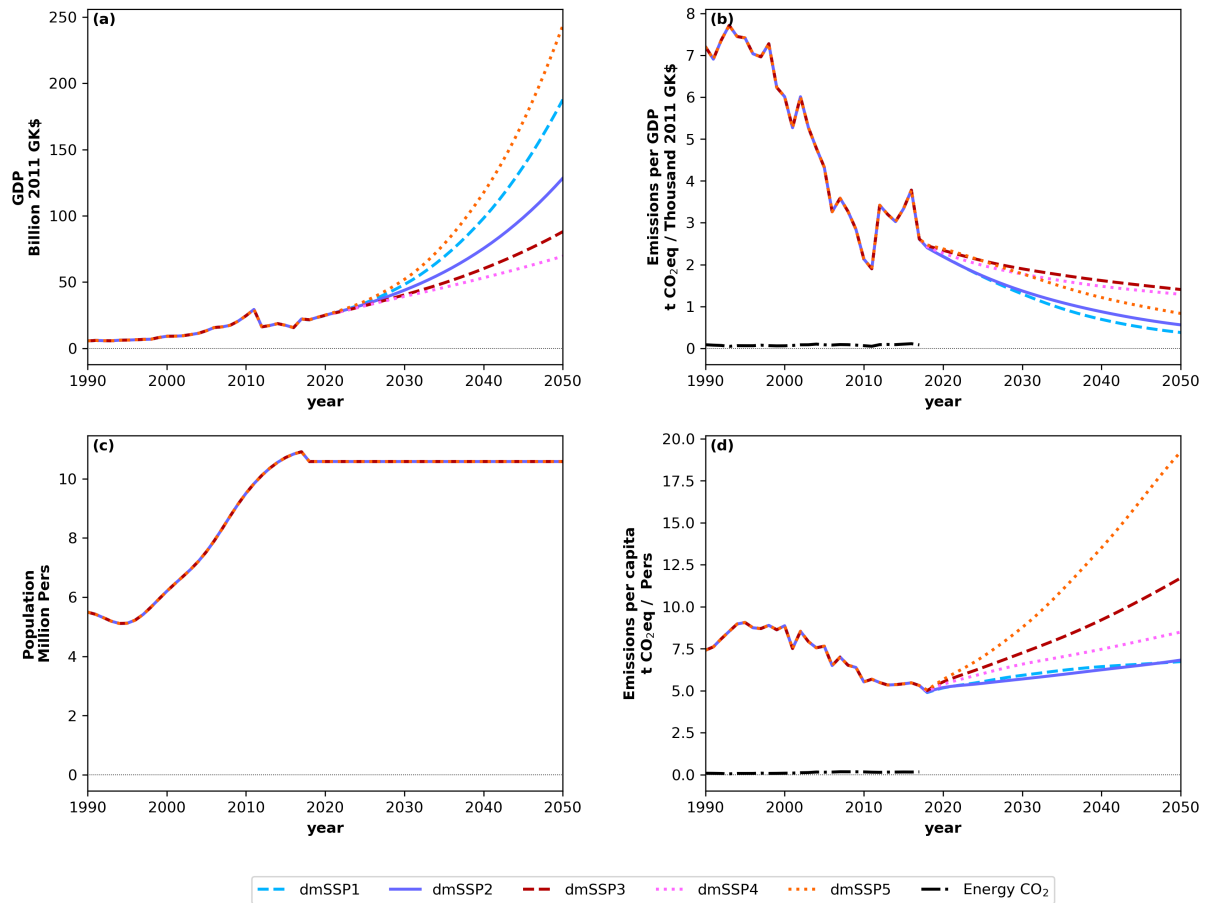 (a)
250
200
150
100
50
0
GDP
Billion 2011 GK$
1990 2000 2010 2020 2030 2040 2050
year
(b)
8
7
6
5
4
3
2
1
0
Emissions per GDP
t CO₂eq / Thousand 2011 GK$
1990 2000 2010 2020 2030 2040 2050
year
(c)
10
8
6
4
2
0
Population
Million Pers
1990 2000 2010 2020 2030 2040 2050
year
(d)
20.0
17.5
15.0
12.5
10.0
7.5
5.0
2.5
0.0
Emissions per capita
t CO₂eq / Pers
1990 2000 2010 2020 2030 2040 2050
year
dmSSP1 dmSSP2 dmSSP3 dmSSP4 dmSSP5 Energy CO₂